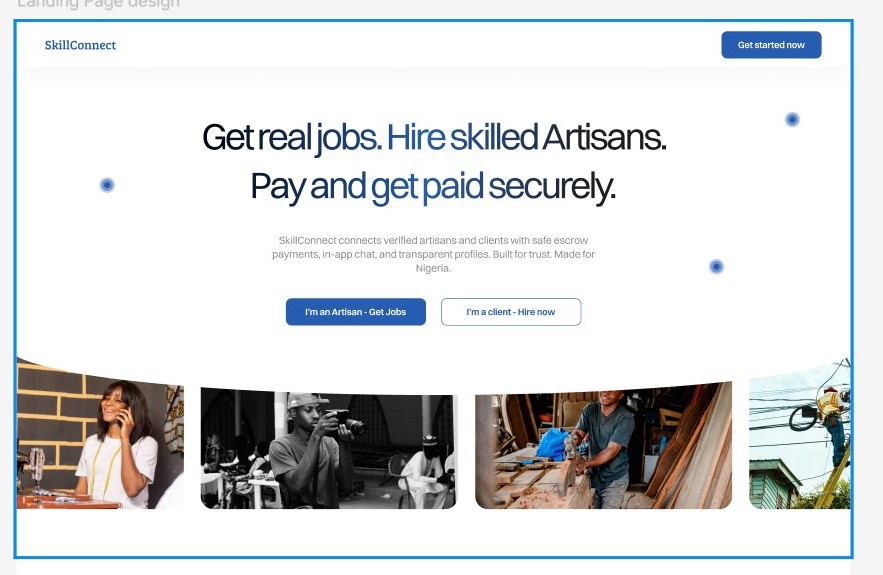 Landing Page design
SkillConnect
Get started now
Get real jobs. Hire skilled Artisans.
Pay and get paid securely.
SkillConnect connects verified artisans and clients with safe escrow
payments, in-app chat, and transparent profiles. Built for trust. Made for
Nigeria.
I'm an Artisan - Get Jobs
I'm a client - Hire now